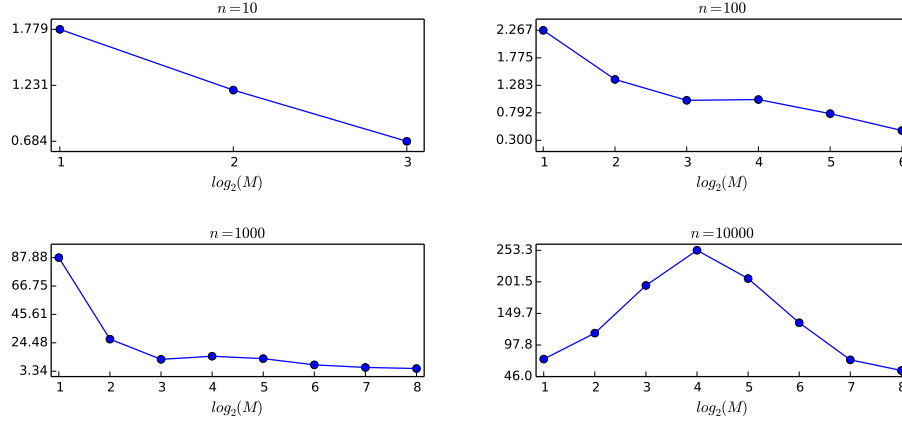 n=10
1.779
1.231
0.684
1 2 3
log2(M)
n=100
2.267
1.775
1.283
0.792
0.300
1 2 3 4 5 6
log2(M)
n=1000
87.88
66.75
45.61
24.48
3.34
1 2 3 4 5 6 7 8
log2(M)
n=10000
253.3
201.5
149.7
97.8
46.0
1 2 3 4 5 6 7 8
log2(M)